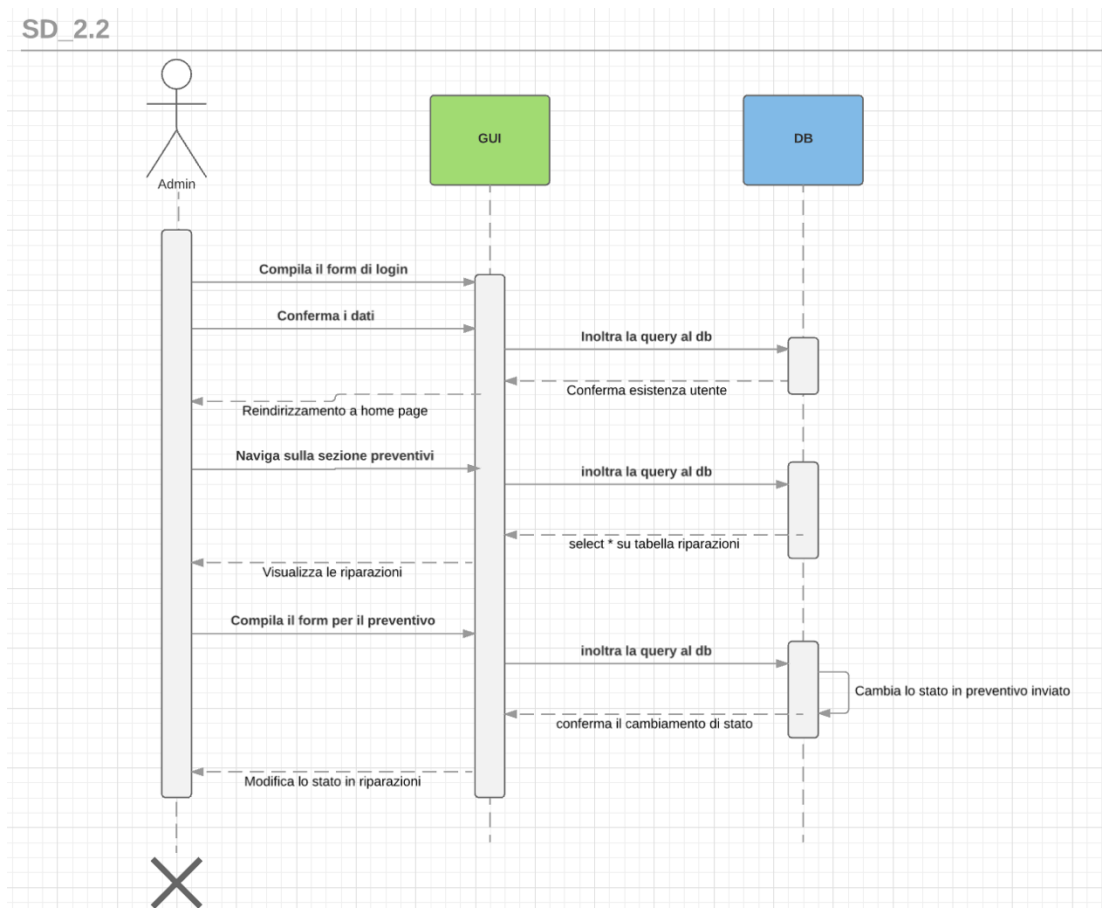 SD_2.2
Admin
GUI
DB
Compila il form di login
Conferma i dati
Inoltra la query al db
Conferma esistenza utente
Reindirizzamento a home page
Naviga sulla sezione preventivi
inoltra la query al db
select * su tabella riparazioni
Visualizza le riparazioni
Compila il form per il preventivo
inoltra la query al db
Cambia lo stato in preventivo inviato
conferma il cambiamento di stato
Modifica lo stato in riparazioni